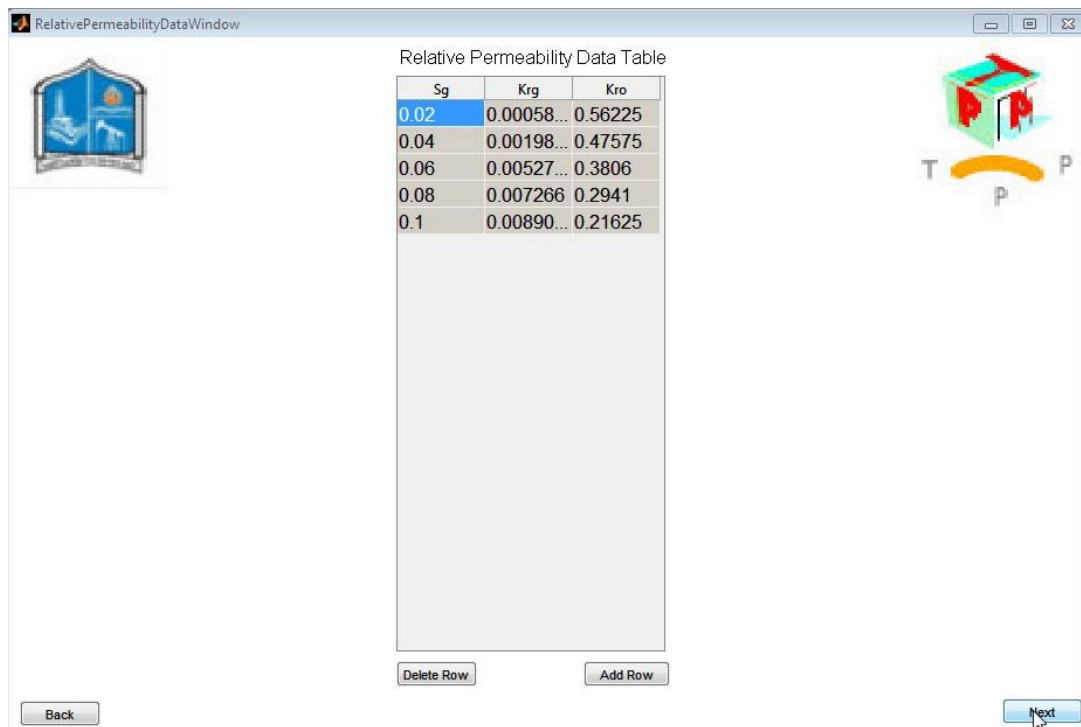 RelativePermeabilityDataWindow
Relative Permeability Data Table
Sg Krg Kro
0.02 0.00058... 0.56225
0.04 0.00198... 0.47575
0.06 0.00527... 0.3806
0.08 0.007266 0.2941
0.1 0.00890... 0.21625
T P P
P P
Delete Row Add Row
Back Next